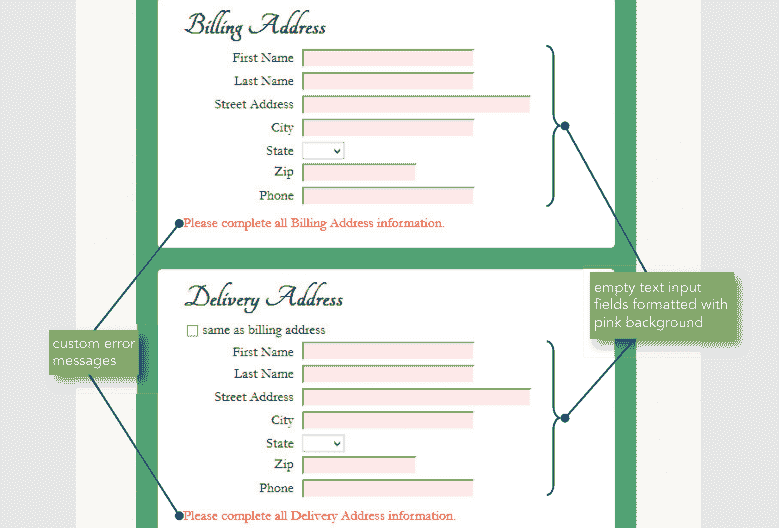 Billing Address
First Name
Last Name
Street Address
City
State
Zip
Phone
Please complete all Billing Address information.
Delivery Address
same as billing address
First Name
Last Name
Street Address
City
State
Zip
Phone
Please complete all Delivery Address information.
custom error
messages
empty text input
fields formatted with
pink background